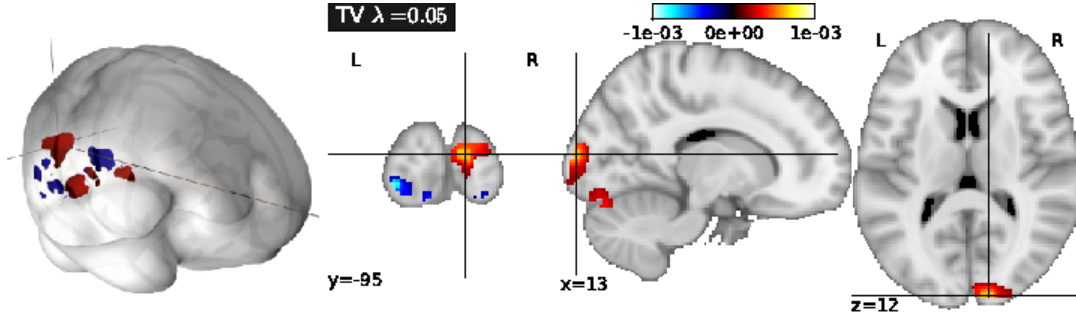 TV λ=0.05
-1e-03 0e+00 1e-03
L R
L R
y=-95
x=13
z=12